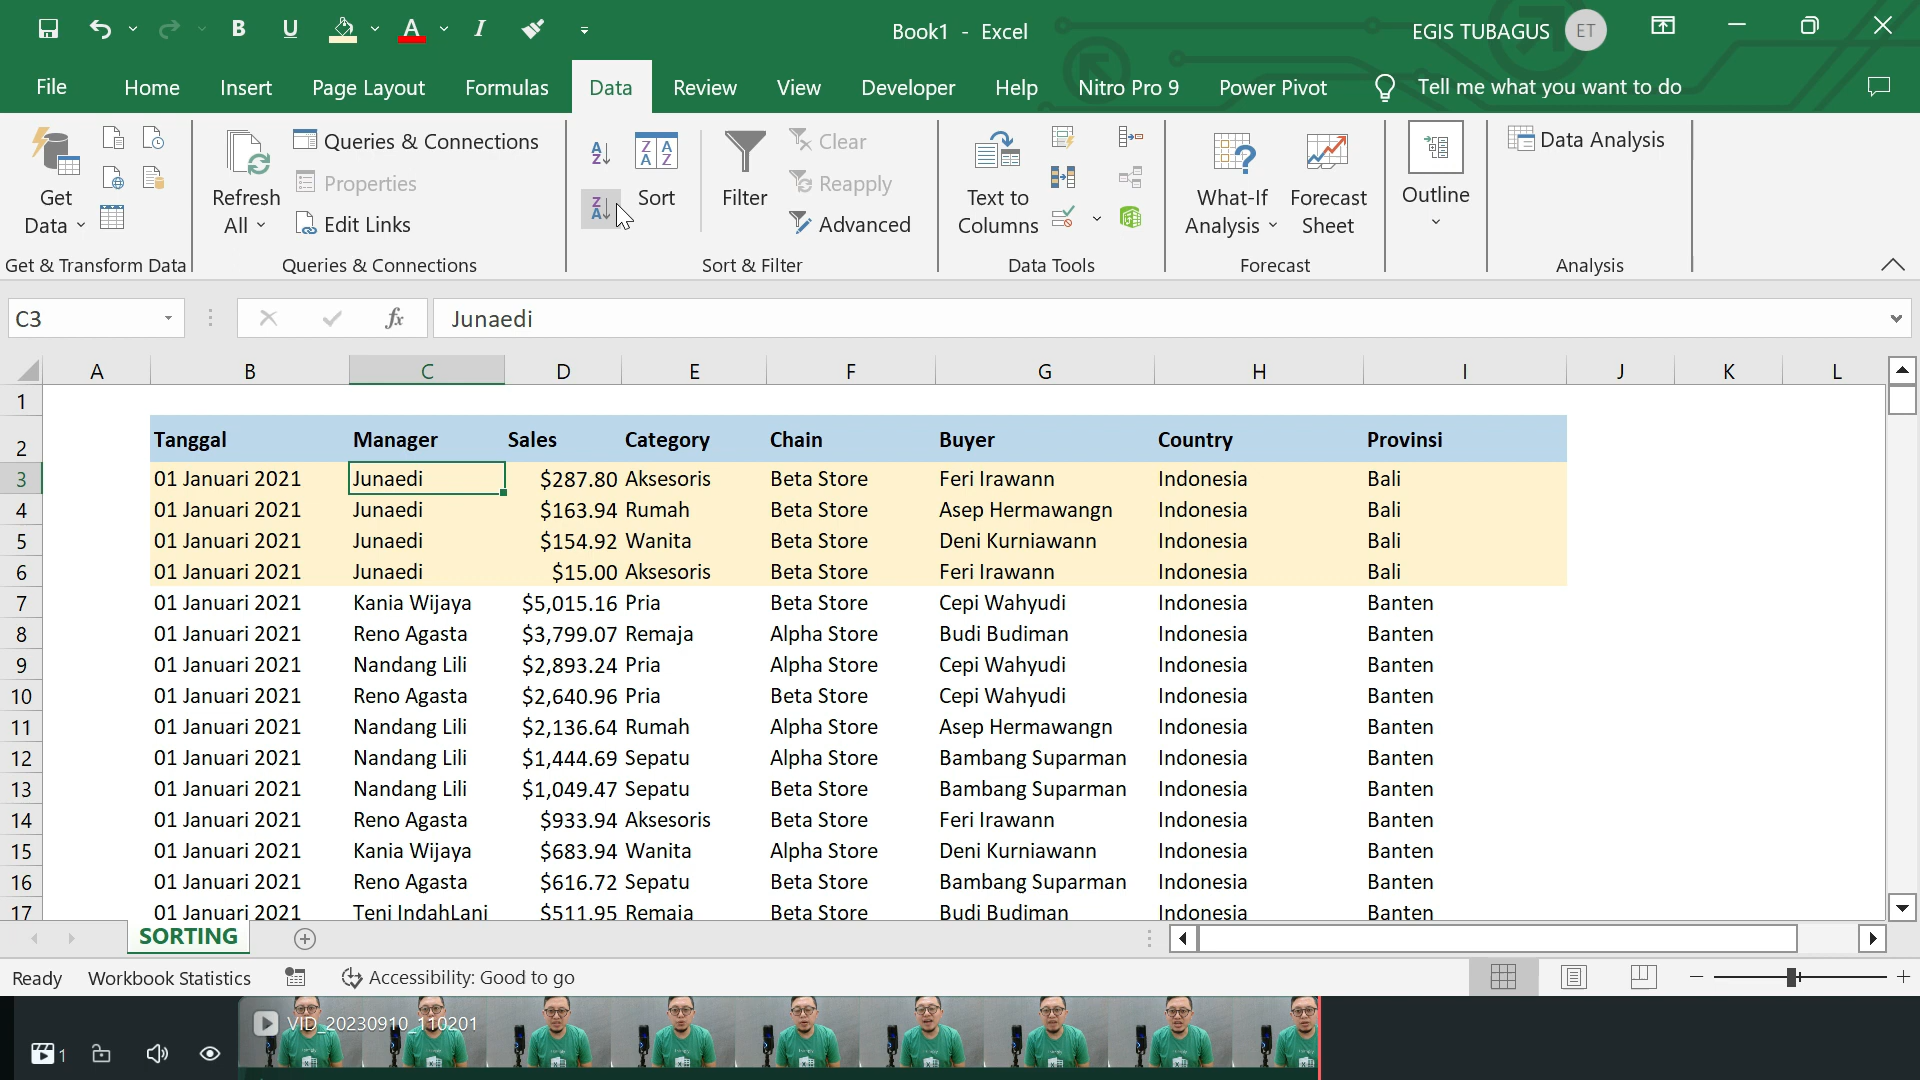 Book1 - Excel
EGIS TUBAGUS ET
File Home Insert Page Layout Formulas Data Review View Developer Help Nitro Pro 9 Power Pivot Tell me what you want to do
Get Data
Refresh All
Queries & Connections
Properties
Edit Links
Sort
Filter
Clear
Reapply
Advanced
Text to Columns
What-If Analysis
Forecast Sheet
Outline
Data Analysis
Get & Transform Data Queries & Connections Sort & Filter Data Tools Forecast Analysis
C3 fx Junaedi
A B C D E F G H I J K L
1
2 Tanggal Manager Sales Category Chain Buyer Country Provinsi
3 01 Januari 2021 Junaedi $287.80 Aksesoris Beta Store Feri Irawann Indonesia Bali
4 01 Januari 2021 Junaedi $163.94 Rumah Beta Store Asep Hermawangn Indonesia Bali
5 01 Januari 2021 Junaedi $154.92 Wanita Beta Store Deni Kurniawann Indonesia Bali
6 01 Januari 2021 Junaedi $15.00 Aksesoris Beta Store Feri Irawann Indonesia Bali
7 01 Januari 2021 Kania Wijaya $5,015.16 Pria Beta Store Cepi Wahyudi Indonesia Banten
8 01 Januari 2021 Reno Agasta $3,799.07 Remaja Alpha Store Budi Budiman Indonesia Banten
9 01 Januari 2021 Nandang Lili $2,893.24 Pria Alpha Store Cepi Wahyudi Indonesia Banten
10 01 Januari 2021 Reno Agasta $2,640.96 Pria Beta Store Cepi Wahyudi Indonesia Banten
11 01 Januari 2021 Nandang Lili $2,136.64 Rumah Alpha Store Asep Hermawangn Indonesia Banten
12 01 Januari 2021 Nandang Lili $1,444.69 Sepatu Alpha Store Bambang Suparman Indonesia Banten
13 01 Januari 2021 Nandang Lili $1,049.47 Sepatu Beta Store Bambang Suparman Indonesia Banten
14 01 Januari 2021 Reno Agasta $933.94 Aksesoris Beta Store Feri Irawann Indonesia Banten
15 01 Januari 2021 Kania Wijaya $683.94 Wanita Alpha Store Deni Kurniawann Indonesia Banten
16 01 Januari 2021 Reno Agasta $616.72 Sepatu Beta Store Bambang Suparman Indonesia Banten
17 01 Januari 2021 Teni IndahLani $511.95 Remaja Beta Store Budi Budiman Indonesia Banten
SORTING
Ready Workbook Statistics Accessibility: Good to go
VID_20230910_110201
1